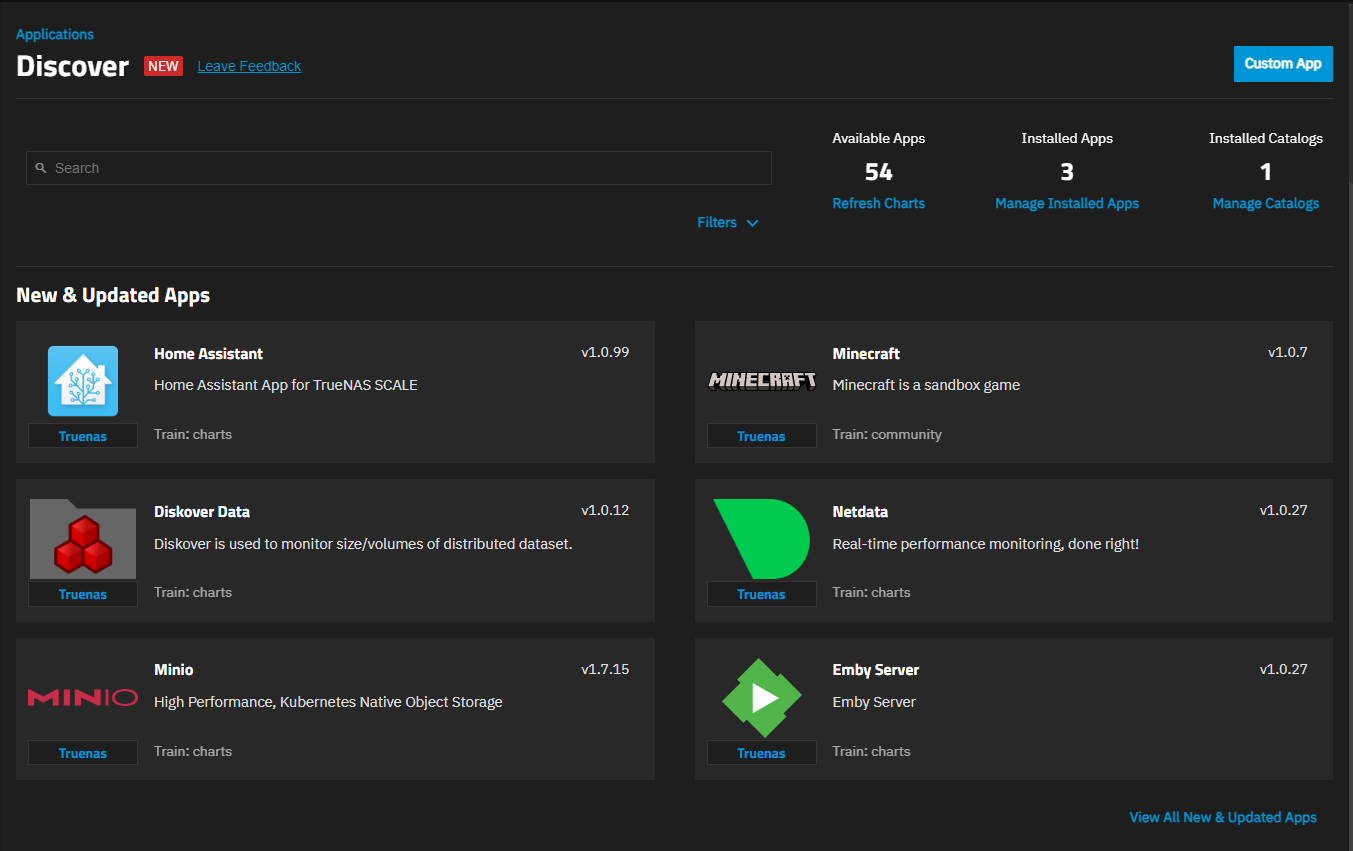 Applications
Discover NEW Leave Feedback
Custom App
Search
Filters
Available Apps
54
Refresh Charts
Installed Apps
3
Manage Installed Apps
Installed Catalogs
1
Manage Catalogs
New & Updated Apps
Home Assistant
v1.0.99
Home Assistant App for TrueNAS SCALE
Truenas
Train: charts
MINECRAFT
Minecraft
v1.0.7
Minecraft is a sandbox game
Truenas
Train: community
Diskover Data
v1.0.12
Diskover is used to monitor size/volumes of distributed dataset.
Truenas
Train: charts
Netdata
v1.0.27
Real-time performance monitoring, done right!
Truenas
Train: charts
MINIO
Minio
v1.7.15
High Performance, Kubernetes Native Object Storage
Truenas
Train: charts
Emby Server
v1.0.27
Emby Server
Truenas
Train: charts
View All New & Updated Apps